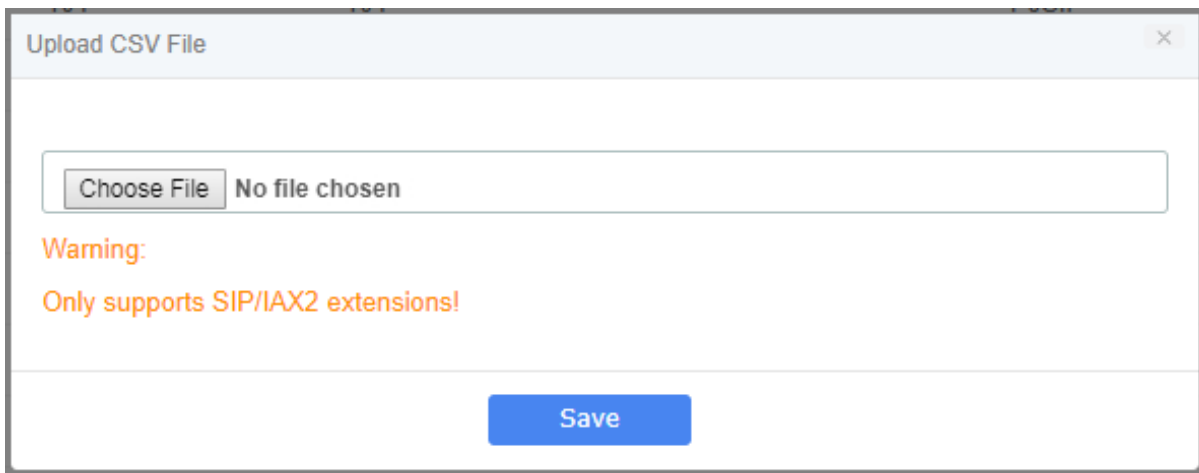 Upload CSV File
Choose File No file chosen
Warning:
Only supports SIP/IAX2 extensions!
Save